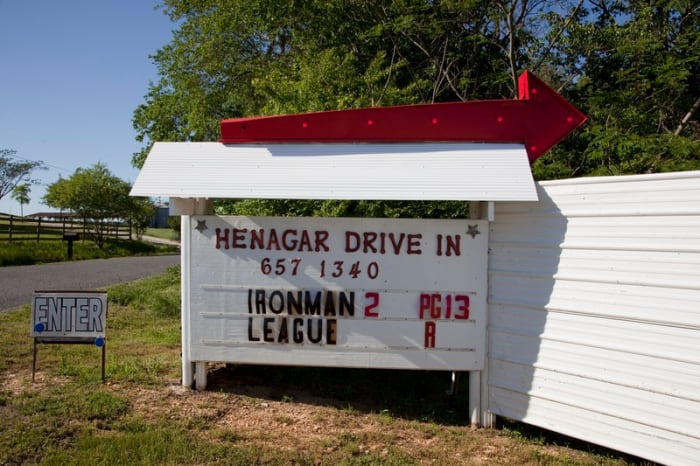 HENAGAR DRIVE IN
657 1340
IRONMAN 2 PG13
LEAGUE R
ENTER